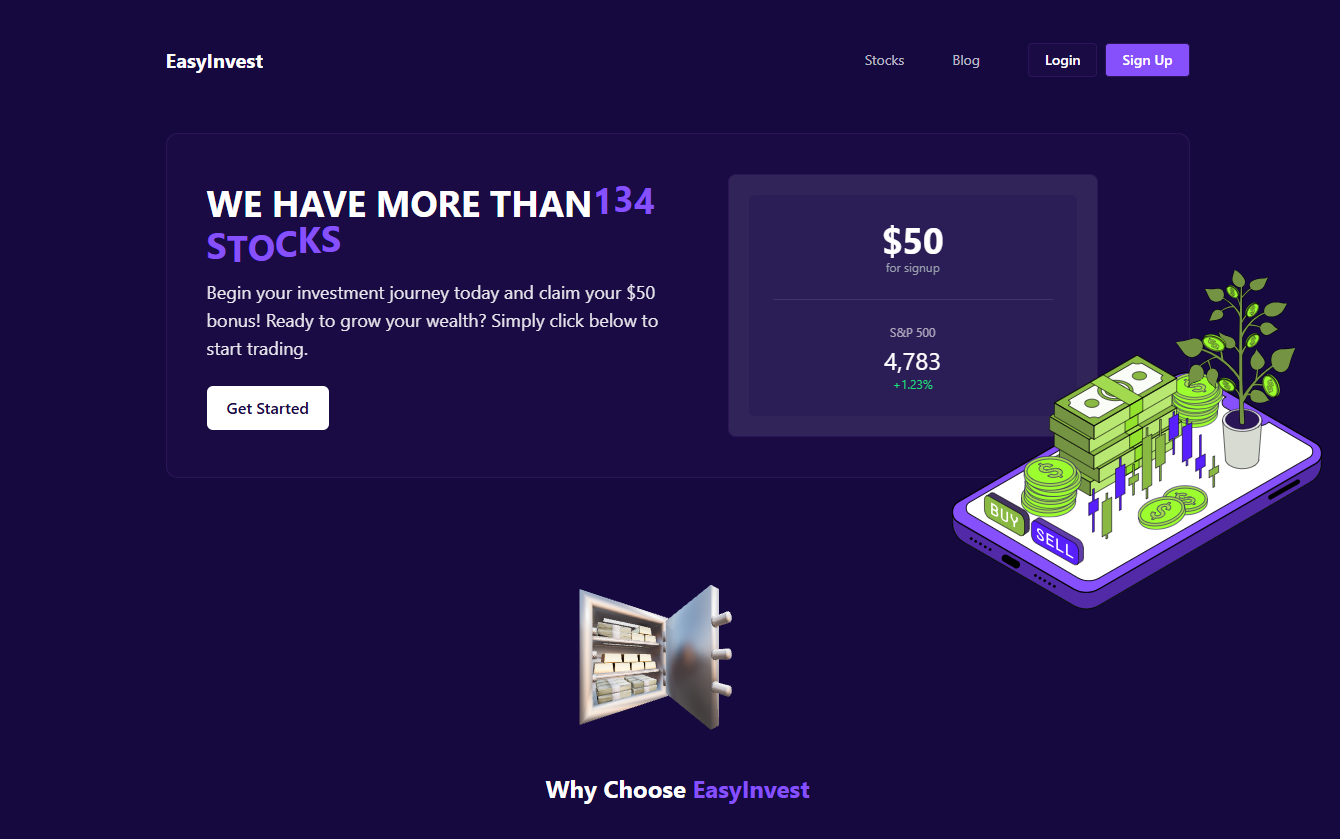 EasyInvest
Stocks
Blog
Login
Sign Up
WE HAVE MORE THAN 134
STOCKS
Begin your investment journey today and claim your $50
bonus! Ready to grow your wealth? Simply click below to
start trading.
Get Started
$50
for signup
S&P 500
4,783
+1.23%
BUY
SELL
Why Choose EasyInvest